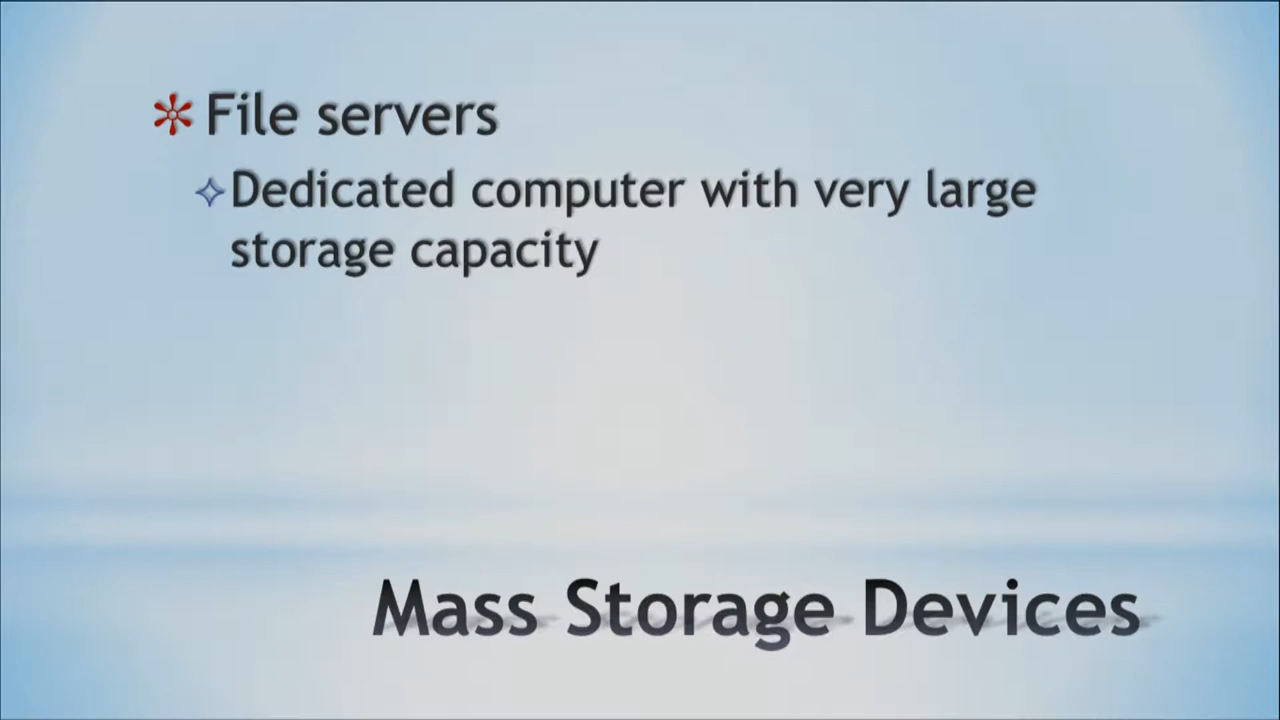 File servers
Dedicated computer with very large
storage capacity
Mass Storage Devices